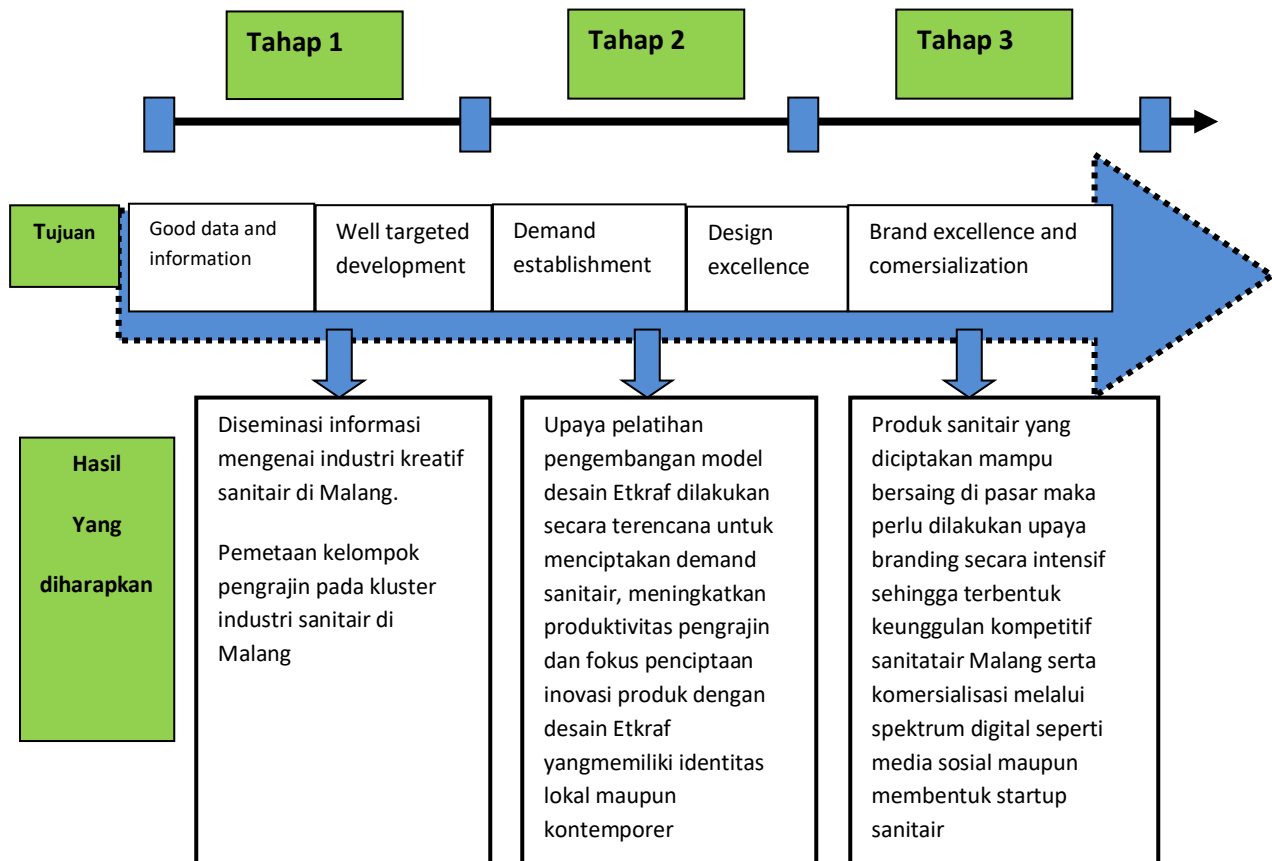 Tahap 1
Tahap 2
Tahap 3
Tujuan
Good data and
information
Well targeted
development
Demand
establishment
Design
excellence
Brand excellence and
comersialization
Hasil
Yang
diharapkan
Diseminasi informasi
mengenai industri kreatif
sanitair di Malang.
Pemetaan kelompok
pengrajin pada kluster
industri sanitair di
Malang
Upaya pelatihan
pengembangan model
desain Etkraf dilakukan
secara terencana untuk
menciptakan demand
sanitair, meningkatkan
produktivitas pengrajin
dan fokus penciptaan
inovasi produk dengan
desain Etkraf
yangmemiliki identitas
lokal maupun
kontemporer
Produk sanitair yang
diciptakan mampu
bersaing di pasar maka
perlu dilakukan upaya
branding secara intensif
sehingga terbentuk
keunggulan kompetitif
sanitatair Malang serta
komersialisasi melalui
spektrum digital seperti
media sosial maupun
membentuk startup
sanitair